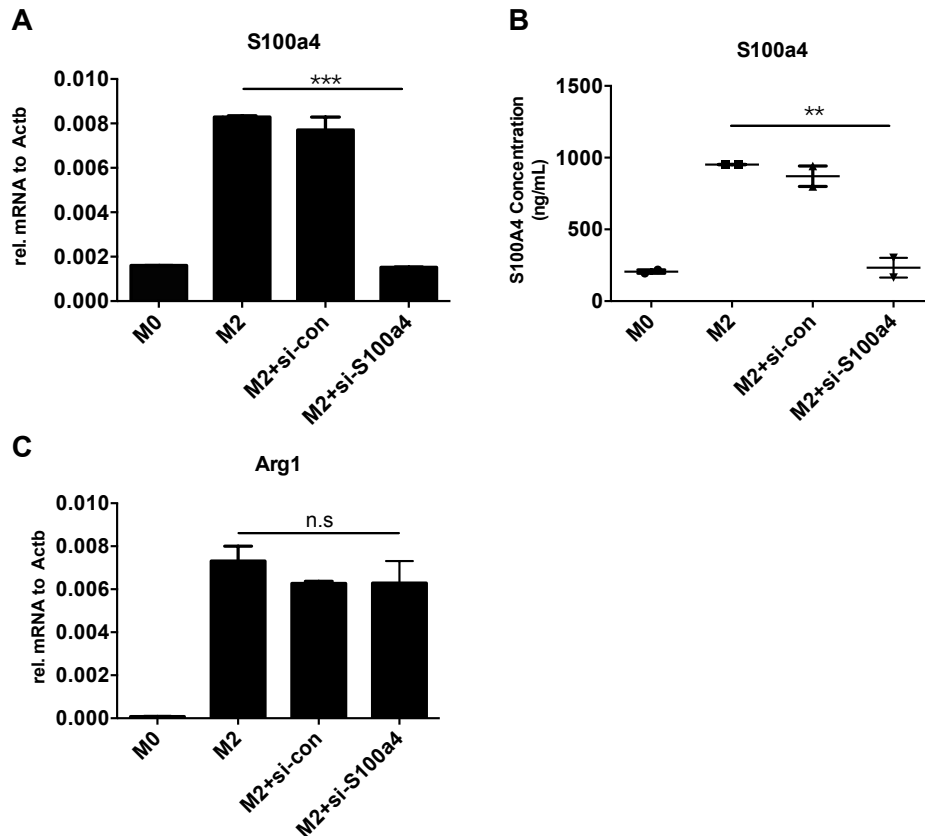 A
S100a4
rel. mRNA to Actb
0.010
0.008
0.006
0.004
0.002
0.000
***
M0
M2
M2+si-con
M2+si-S100a4
B
S100a4
S100A4 Concentration
(ng/mL)
1500
1000
500
0
**
M0
M2
M2+si-con
M2+si-S100a4
C
Arg1
rel. mRNA to Actb
0.010
0.008
0.006
0.004
0.002
0.000
n.s
M0
M2
M2+si-con
M2+si-S100a4